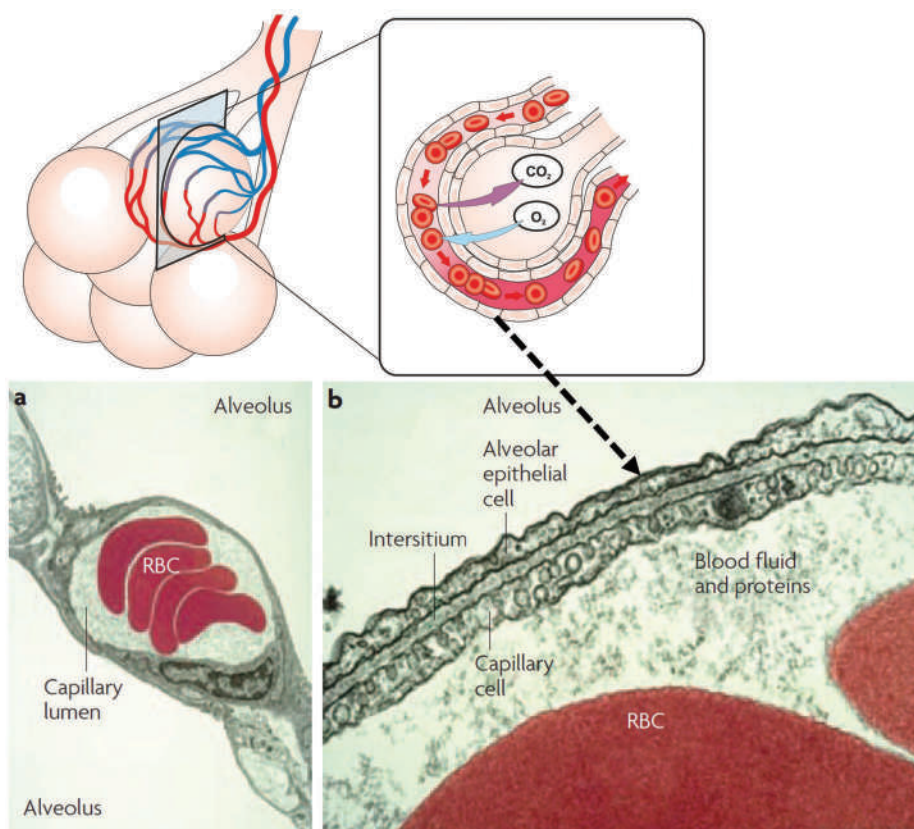 CO₂
O₂
a
Alveolus
RBC
Capillary
lumen
Alveolus
b
Alveolus
Alveolar
epithelial
cell
Intersitium
Blood fluid
and proteins
Capillary
cell
RBC